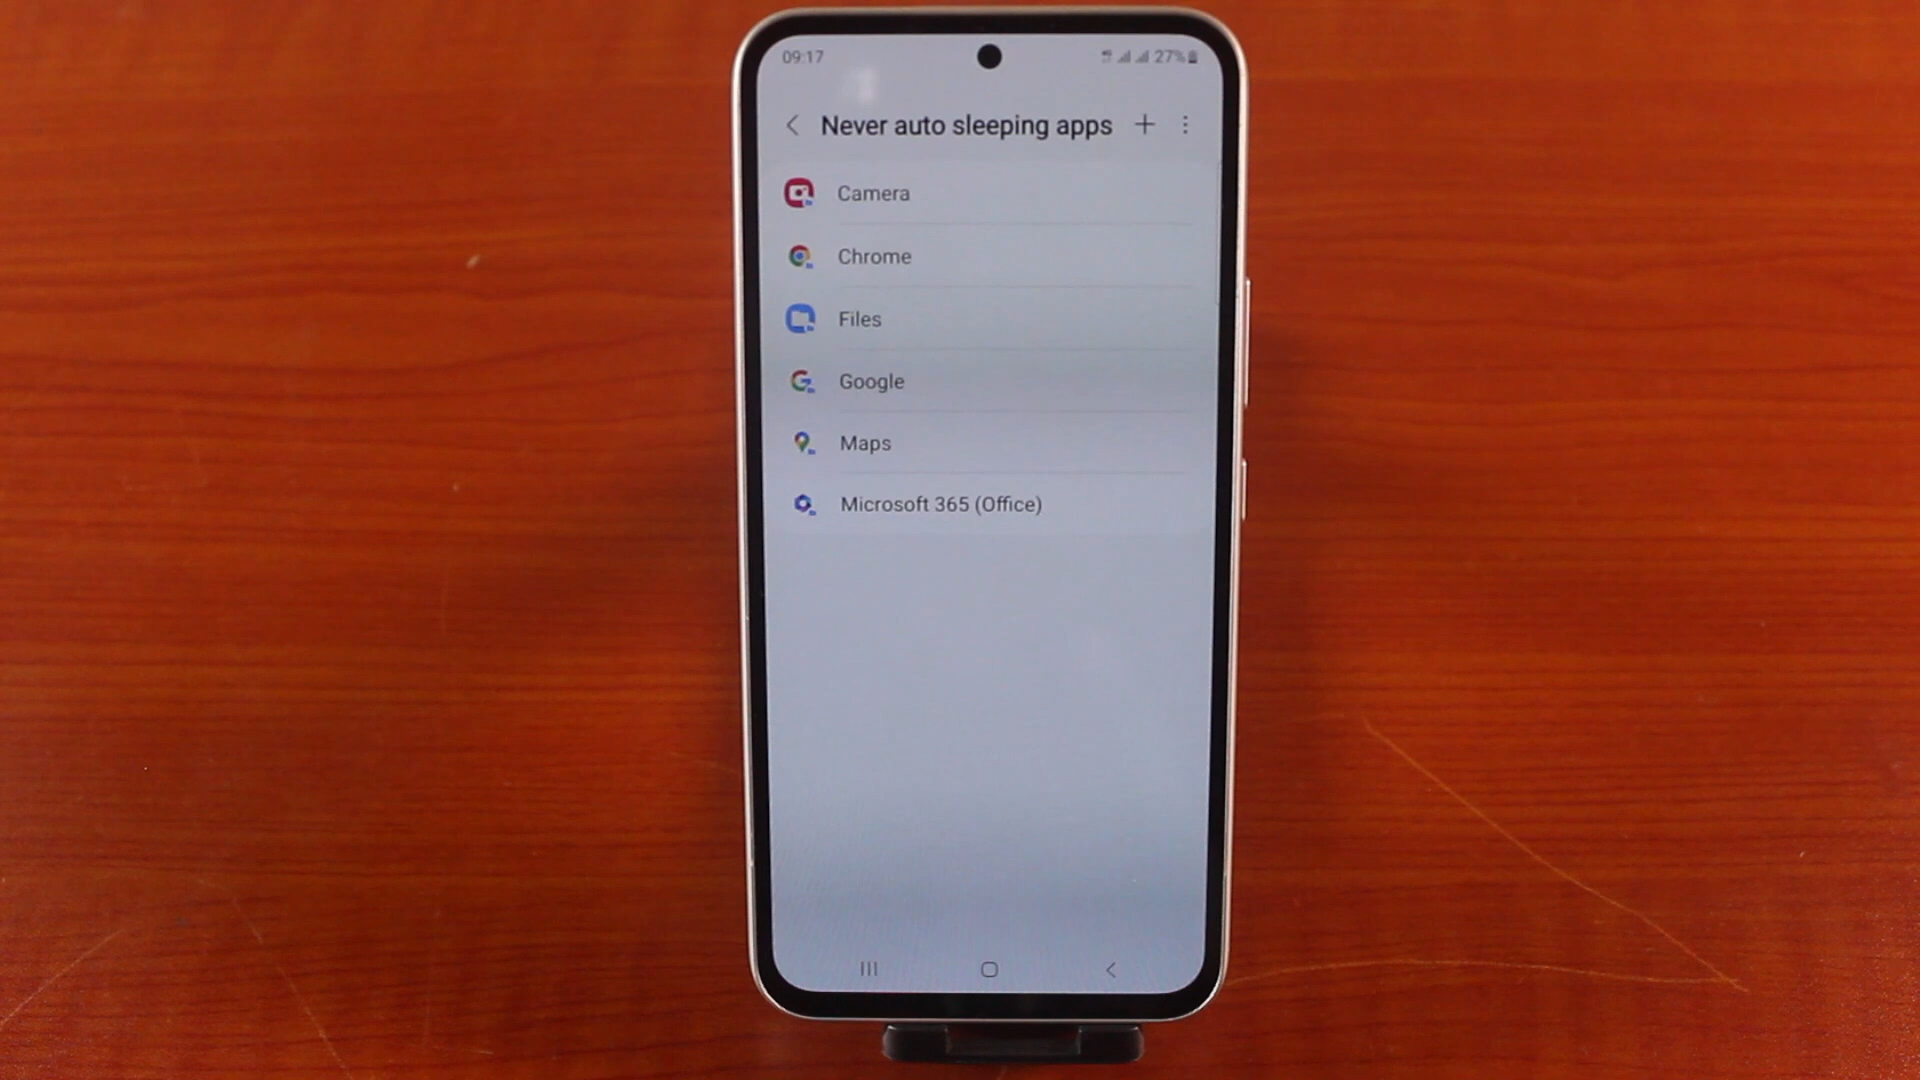 09:17
27%
Never auto sleeping apps
Camera
Chrome
Files
Google
Maps
Microsoft 365 (Office)